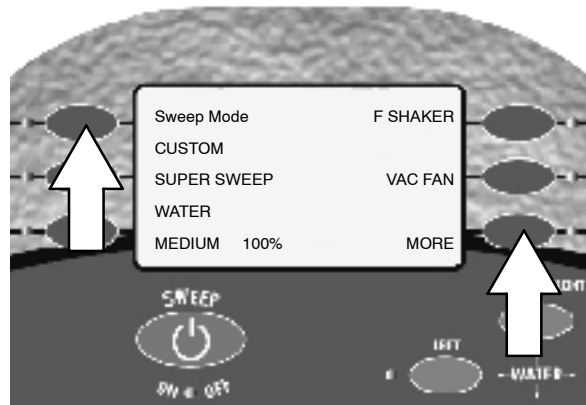 Sweep Mode F SHAKER
CUSTOM
SUPER SWEEP VAC FAN
WATER
MEDIUM 100% MORE
SWEEP
ON OFF
LEFT
WATER